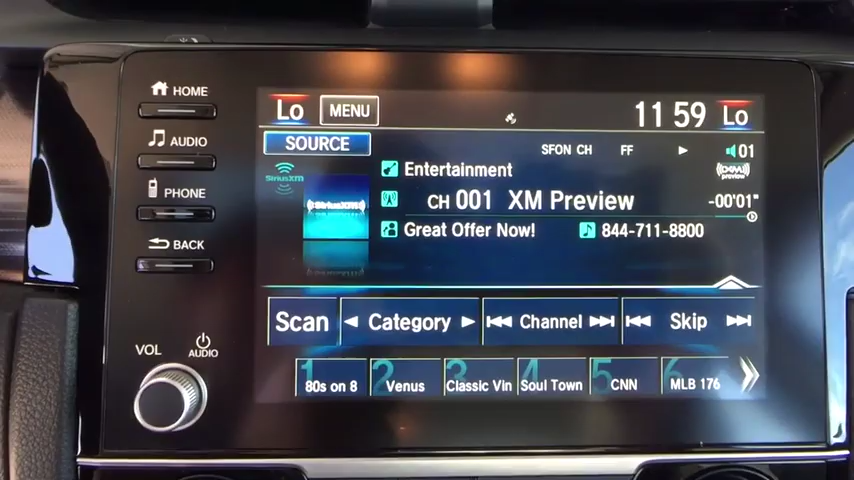 HOME
AUDIO
PHONE
BACK
VOL
AUDIO
Lo MENU 11 59 Lo
SOURCE SFON CH FF 01
SiriusXM Entertainment preview
(SiriusXM) CH 001 XM Preview -00'01"
Great Offer Now! 844-711-8800
Scan Category Channel Skip
1 80s on 8
2 Venus
3 Classic Vin
4 Soul Town
5 CNN
6 MLB 176